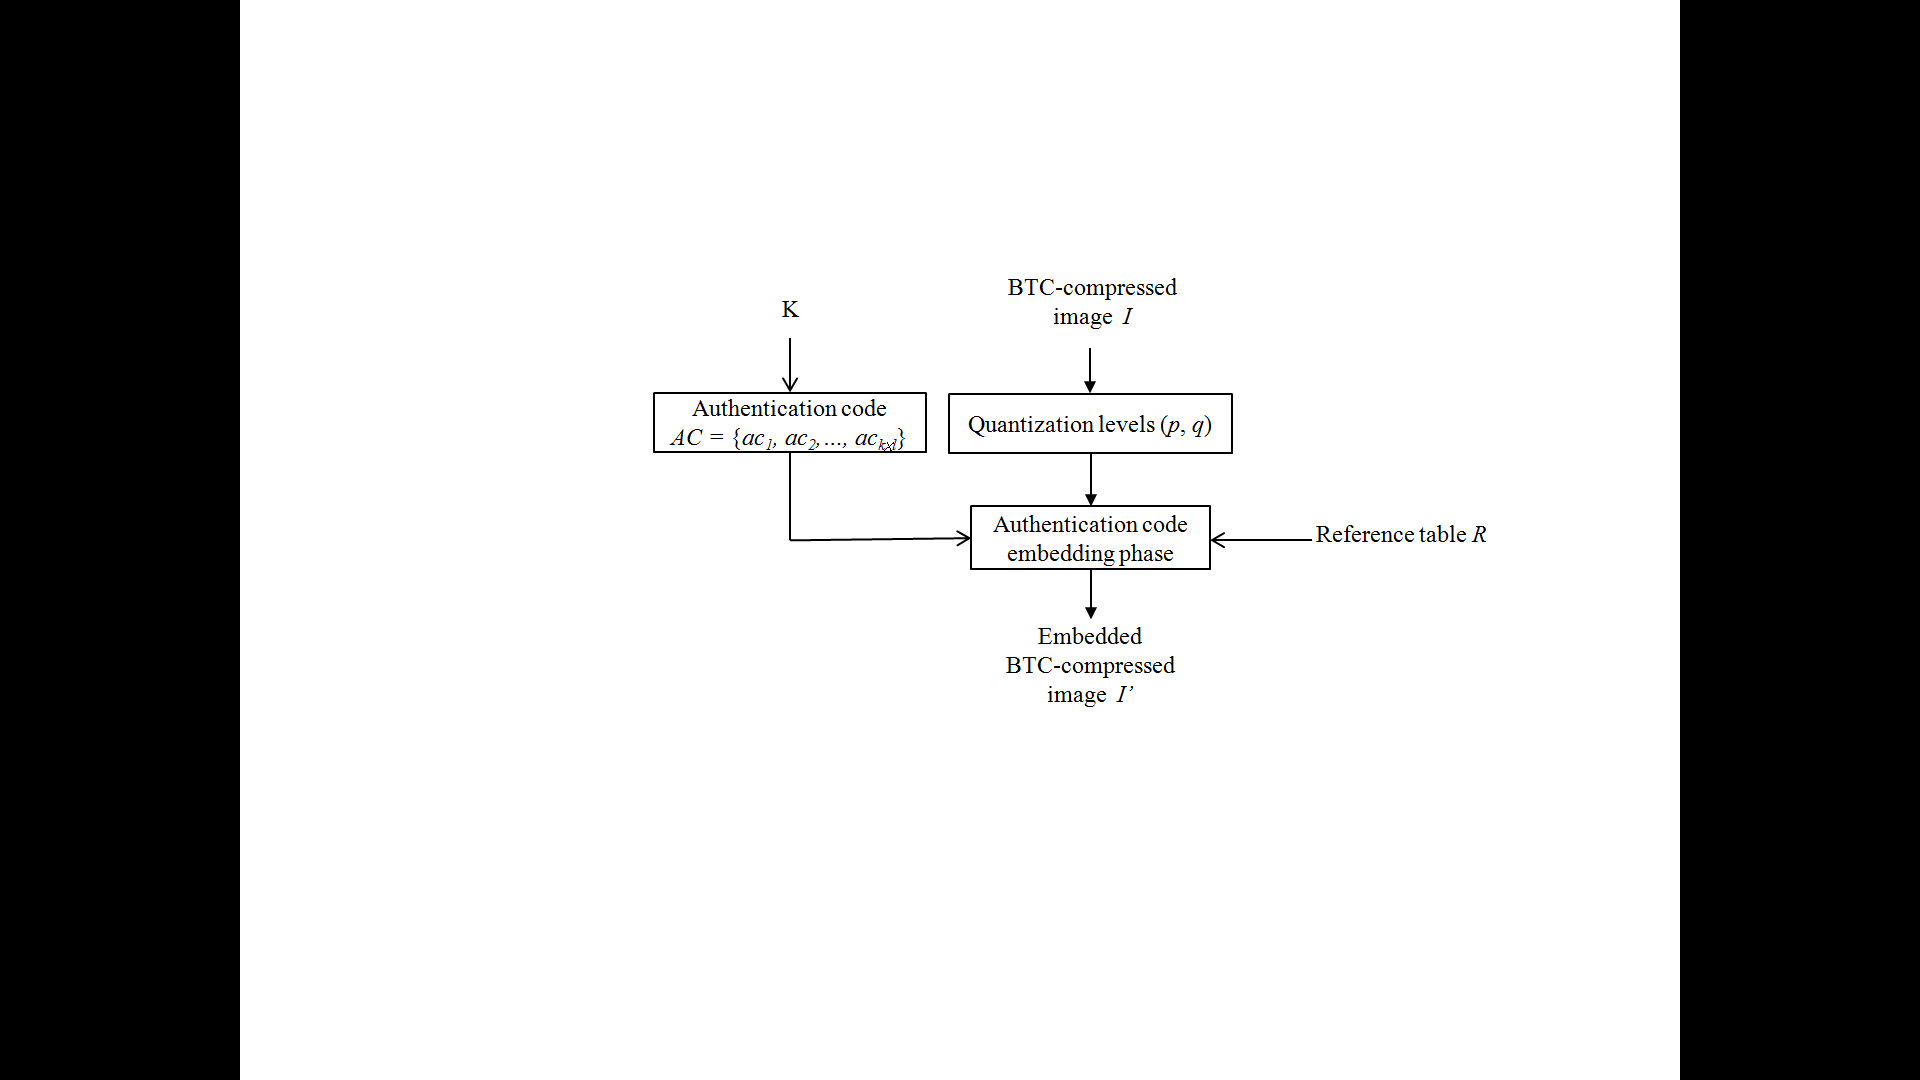 K
BTC-compressed
image I
Authentication code
AC = {ac1, ac2,..., ack×l}
Quantization levels (p, q)
Authentication code
embedding phase
Reference table R
Embedded
BTC-compressed
image I’